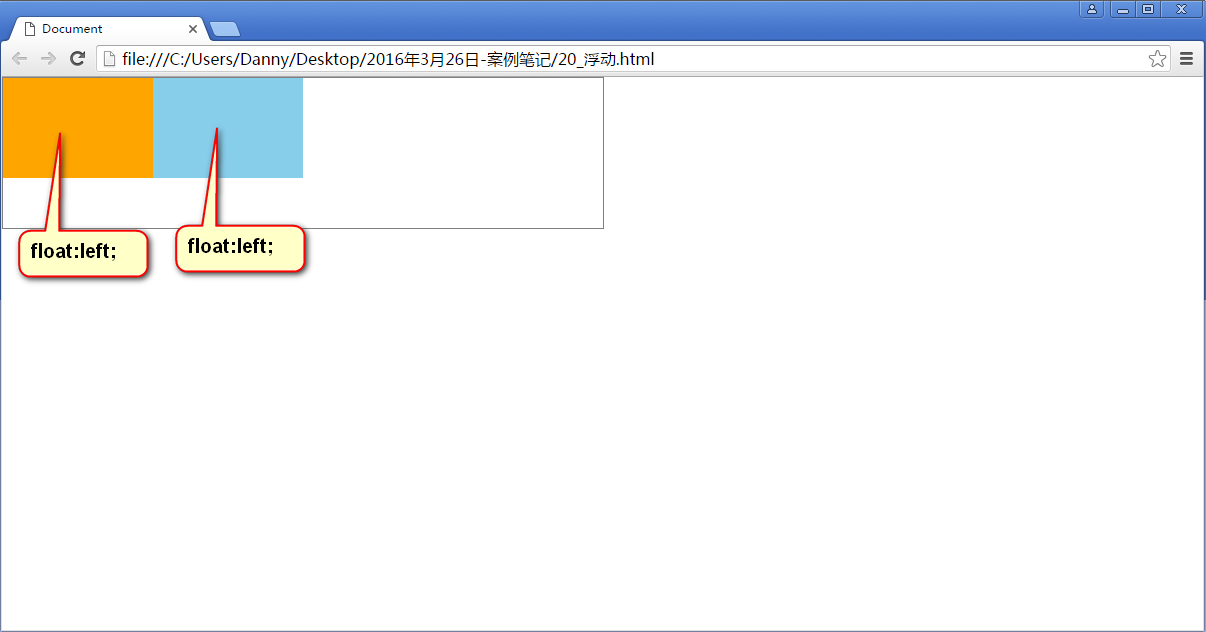 Document
file:///C:/Users/Danny/Desktop/2016年3月26日-案例笔记/20_浮动.html
float:left;
float:left;